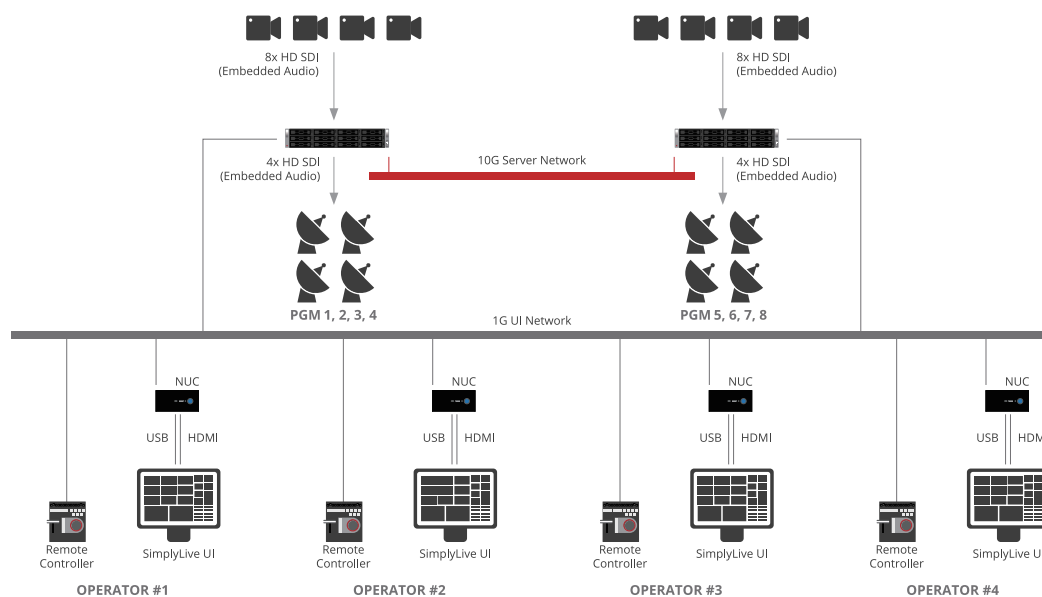 8x HD SDI
(Embedded Audio)
8x HD SDI
(Embedded Audio)
4x HD SDI
(Embedded Audio)
10G Server Network
4x HD SDI
(Embedded Audio)
PGM 1, 2, 3, 4
PGM 5, 6, 7, 8
1G UI Network
NUC
NUC
NUC
NUC
USB HDMI
USB HDMI
USB HDMI
USB HDM
Remote
Controller
SimplyLive UI
Remote
Controller
SimplyLive UI
Remote
Controller
SimplyLive UI
Remote
Controller
SimplyLive U
OPERATOR #1
OPERATOR #2
OPERATOR #3
OPERATOR #4